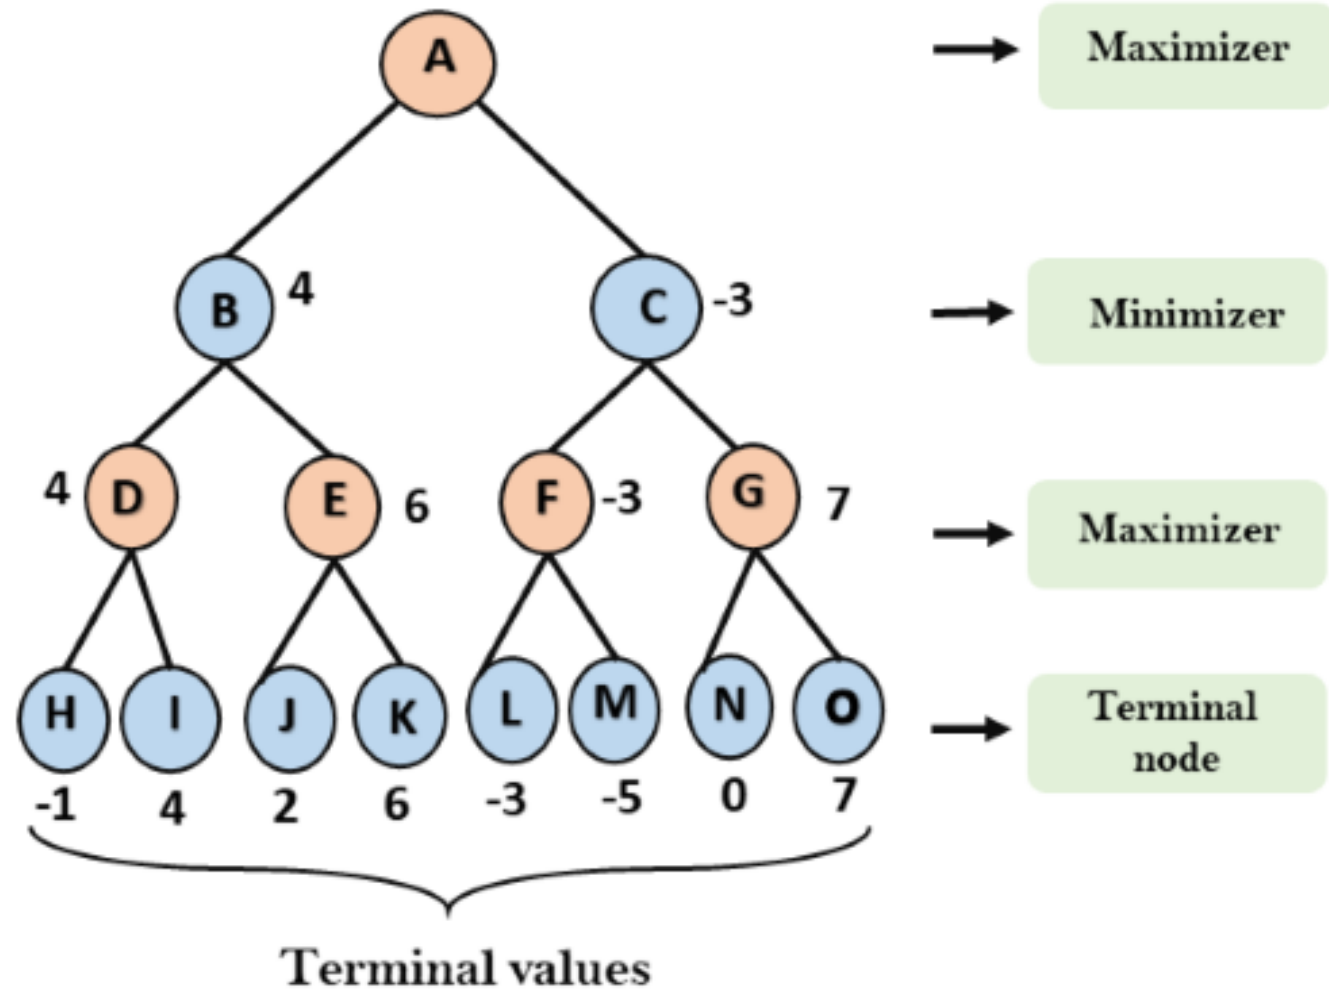 A
Maximizer
B 4
C -3
Minimizer
4 D
E 6
F -3
G 7
Maximizer
H I J K L M N O
Terminal
node
-1 4 2 6 -3 -5 0 7
Terminal values